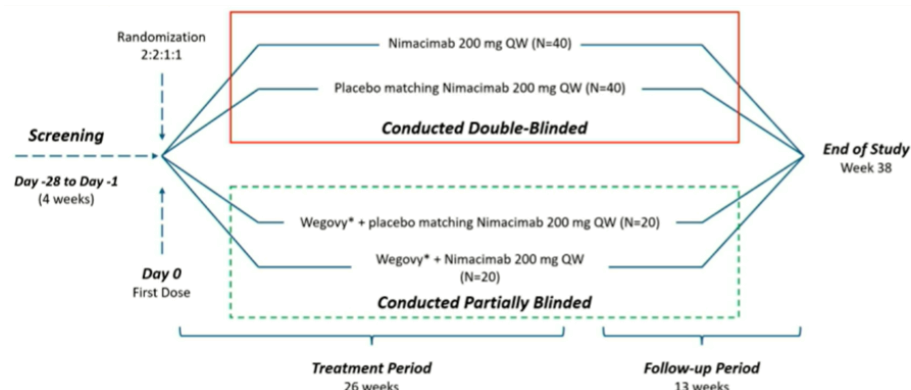 Randomization
2:2:1:1
Nimacimab 200 mg QW (N=40)
Placebo matching Nimacimab 200 mg QW (N=40)
Conducted Double-Blinded
Screening
Day -28 to Day -1
(4 weeks)
End of Study
Week 38
Wegovy* + placebo matching Nimacimab 200 mg QW (N=20)
Wegovy* + Nimacimab 200 mg QW
(N=20)
Conducted Partially Blinded
Day 0
First Dose
Treatment Period
26 weeks
Follow-up Period
13 weeks